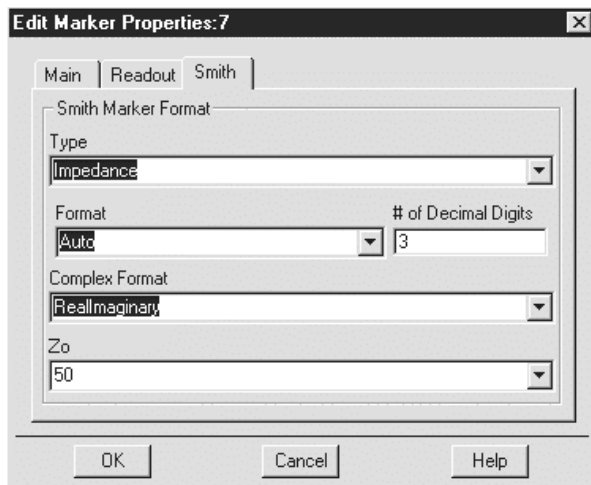 Edit Marker Properties:7
Main Readout Smith
Smith Marker Format
Type
Impedance
Format # of Decimal Digits
Auto 3
Complex Format
RealImaginary
Zo
50
OK Cancel Help